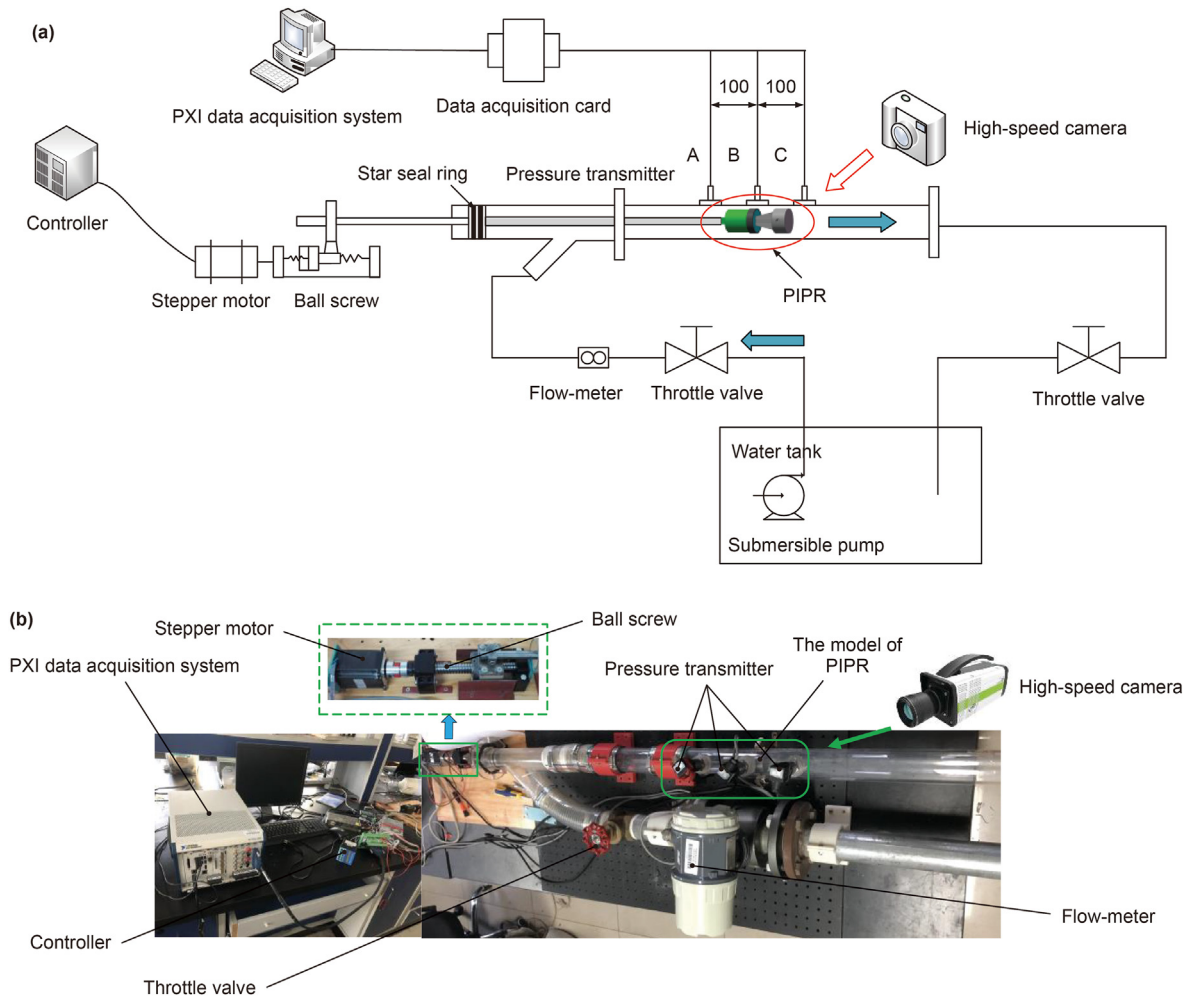 (a)
PXI data acquisition system
Data acquisition card
100
100
High-speed camera
A
B
C
Star seal ring
Pressure transmitter
Controller
Stepper motor
Ball screw
PIPR
Flow-meter
Throttle valve
Throttle valve
Water tank
Submersible pump
(b)
Stepper motor
Ball screw
PXI data acquisition system
The model of
PIPR
Pressure transmitter
High-speed camera
Controller
Throttle valve
Flow-meter